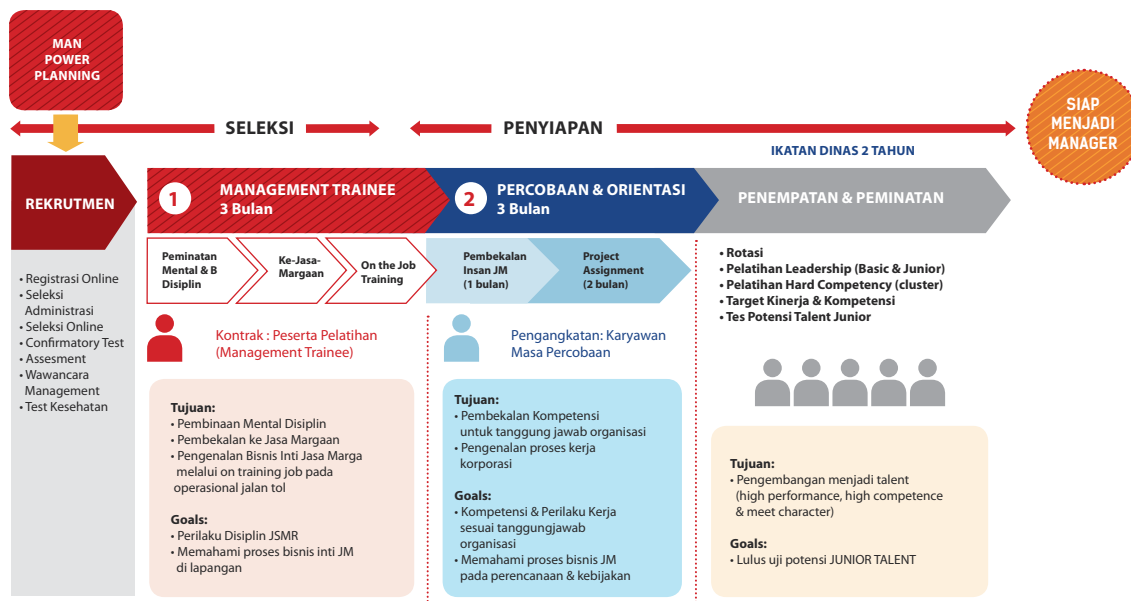 MAN
POWER
PLANNING
SELEKSI
PENYIAPAN
SIAP
MENJADI
MANAGER
IKATAN DINAS 2 TAHUN
REKRUTMEN
• Registrasi Online
• Seleksi
Administrasi
• Seleksi Online
• Confirmatory Test
• Assesment
• Wawancara
Management
• Test Kesehatan
1
MANAGEMENT TRAINEE
3 Bulan
Peminatan
Mental & B
Disiplin
Ke-Jasa-
Margaan
On the Job
Training
Kontrak : Peserta Pelatihan
(Management Trainee)
Tujuan:
• Pembinaan Mental Disiplin
• Pembekalan ke Jasa Margaan
• Pengenalan Bisnis Inti Jasa Marga
melalui on training job pada
operasional jalan tol
Goals:
• Perilaku Disiplin JSMR
• Memahami proses bisnis inti JM
di lapangan
2
PERCOBAAN & ORIENTASI
3 Bulan
Pembekalan
Insan JM
(1 bulan)
Project
Assignment
(2 bulan)
Pengangkatan: Karyawan
Masa Percobaan
Tujuan:
• Pembekalan Kompetensi
untuk tanggung jawab organisasi
• Pengenalan proses kerja
korporasi
Goals:
• Kompetensi & Perilaku Kerja
sesuai tanggungjawab
organisasi
• Memahami proses bisnis JM
pada perencanaan & kebijakan
PENEMPATAN & PEMINATAN
• Rotasi
• Pelatihan Leadership (Basic & Junior)
• Pelatihan Hard Competency (cluster)
• Target Kinerja & Kompetensi
• Tes Potensi Talent Junior
Tujuan:
• Pengembangan menjadi talent
(high performance, high competence
& meet character)
Goals:
• Lulus uji potensi JUNIOR TALENT